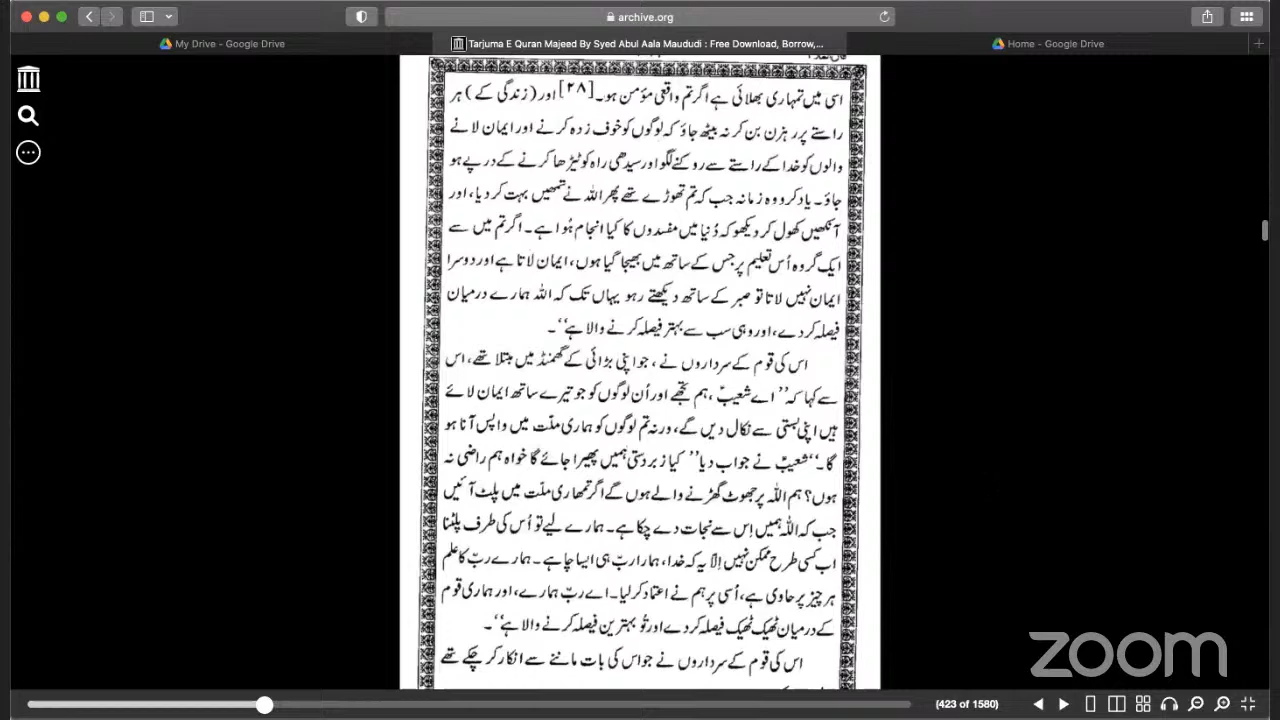 archive.org
My Drive - Google Drive
Tarjuma E Quran Majeed By Syed Abul Aala Maududi : Free Download, Borrow,...
Home - Google Drive
اسی میں تمہاری بھلائی ہے اگر تم واقعی مؤمن ہو۔[۲۸] اور (زندگی کے) ہر
راستے پر رہزن بن کر نہ بیٹھ جاؤ کہ لوگوں کو خوف زدہ کرنے اور ایمان لانے
والوں کو خدا کے راستے سے روکنے لگو اور سیدھی راہ کو ٹیڑھا کرنے کے درپے ہو
جاؤ۔ یاد کرو وہ زمانہ جب کہ تم تھوڑے تھے پھر اللہ نے تمھیں بہت کر دیا، اور
آنکھیں کھول کر دیکھو کہ دُنیا میں مفسدوں کا کیا انجام ہُوا ہے۔ اگر تم میں سے
ایک گروہ اُس تعلیم پر جس کے ساتھ میں بھیجا گیا ہوں، ایمان لاتا ہے اور دوسرا
ایمان نہیں لاتا تو صبر کے ساتھ دیکھتے رہو یہاں تک کہ اللہ ہمارے درمیان
فیصلہ کر دے، اور وہی سب سے بہتر فیصلہ کرنے والا ہے‘‘۔
اس کی قوم کے سرداروں نے، جو اپنی بڑائی کے گھمنڈ میں مبتلا تھے، اس
سے کہا کہ ’’اے شعیبؑ، ہم تجھے اور اُن لوگوں کو جو تیرے ساتھ ایمان لائے
ہیں اپنی بستی سے نکال دیں گے، ورنہ تم لوگوں کو ہماری ملّت میں واپس آنا ہو
گا۔‘‘ شعیبؑ نے جواب دیا ’’کیا زبردستی ہمیں پھیرا جائے گا خواہ ہم راضی نہ
ہوں؟ ہم اللہ پر جھوٹ گھڑنے والے ہوں گے اگر تمھاری ملّت میں پلٹ آئیں
جب کہ اللہ ہمیں اِس سے نجات دے چکا ہے۔ ہمارے لیے تو اُس کی طرف پلٹنا
اب کسی طرح ممکن نہیں اِلّا یہ کہ خدا، ہمارا ربّ ہی ایسا چاہے۔ ہمارے ربّ کا علم
ہر چیز پر حاوی ہے، اُسی پر ہم نے اعتماد کر لیا۔ اے ربّ ہمارے، اور ہماری قوم
کے درمیان ٹھیک ٹھیک فیصلہ کر دے اور تُو بہترین فیصلہ کرنے والا ہے‘‘۔
اس کی قوم کے سرداروں نے جو اس کی بات ماننے سے انکار کر چکے تھے
zoom
(423 of 1580)